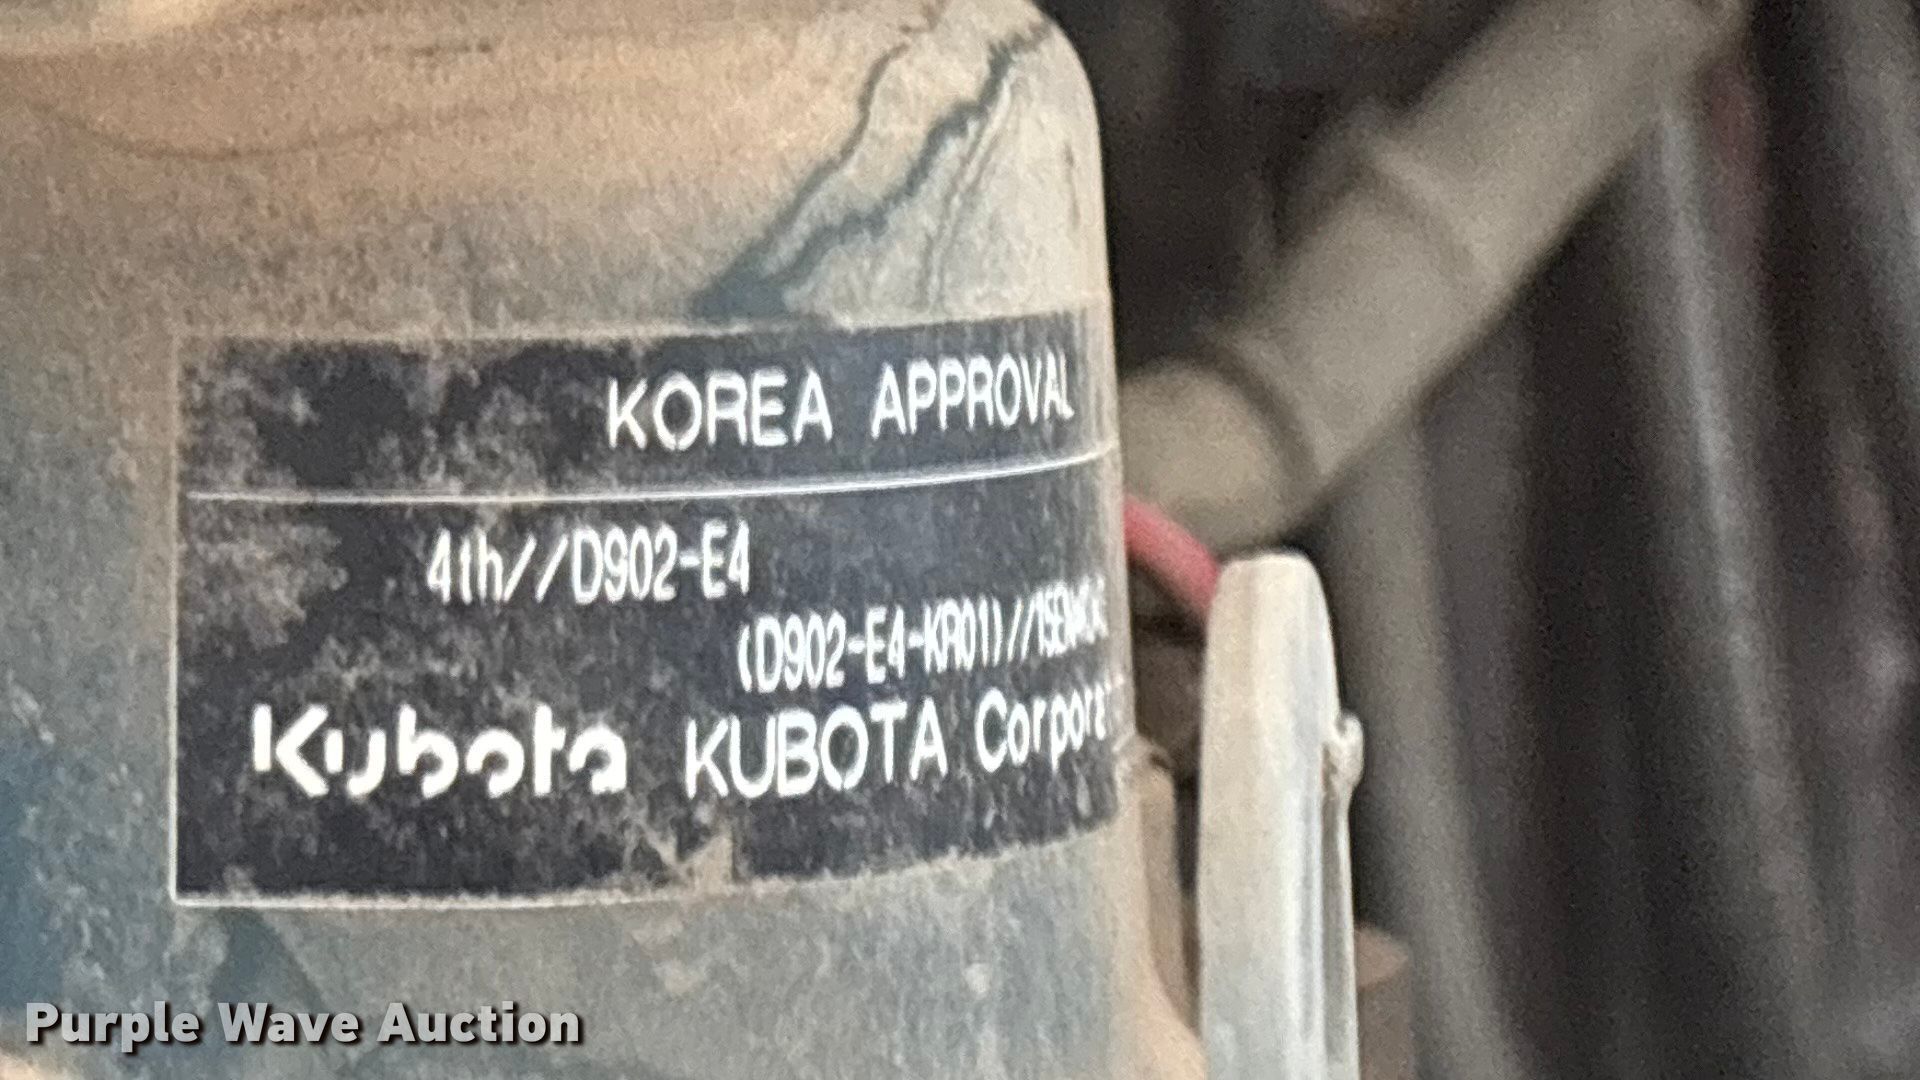 KOREA APPROVAL
4th//D902-E4
(D902-E4-KR01)
Kubota KUBOTA
Purple Wave Auction